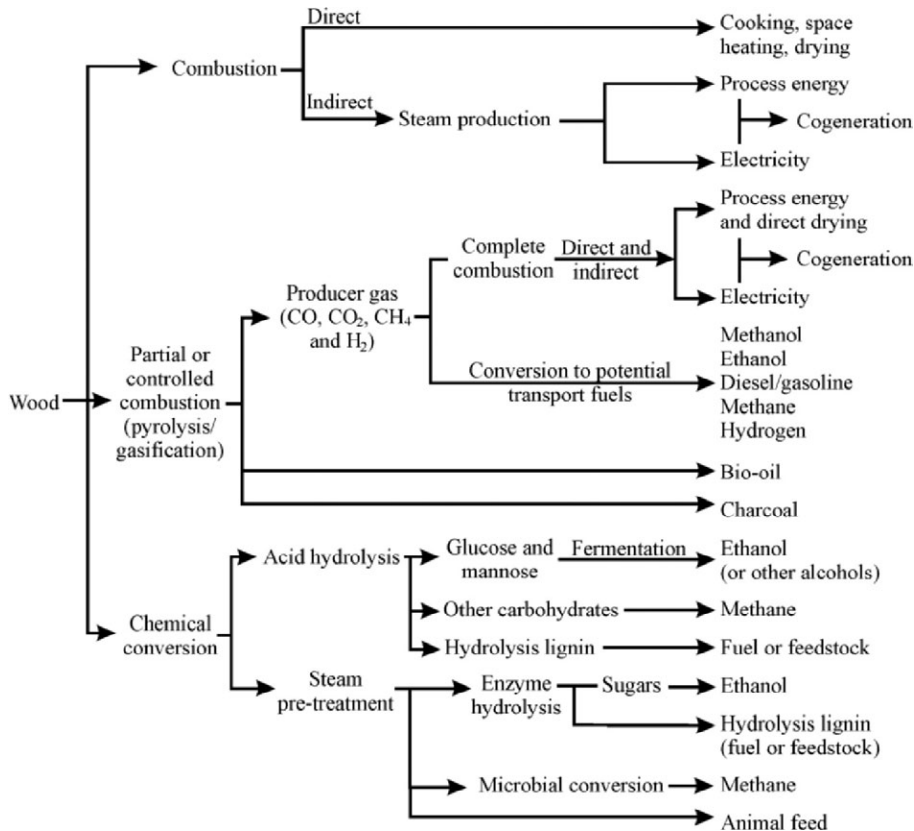 Direct
Cooking, space
heating, drying
Combustion
Indirect
Steam production
Process energy
Cogeneration
Electricity
Process energy
and direct drying
Complete
combustion
Direct and
indirect
Cogeneration
Electricity
Producer gas
(CO, CO₂, CH₄
and H₂)
Methanol
Ethanol
Diesel/gasoline
Methane
Hydrogen
Conversion to potential
transport fuels
Wood
Partial or
controlled
combustion
(pyrolysis/
gasification)
Bio-oil
Charcoal
Acid hydrolysis
Glucose and
mannose
Fermentation
Ethanol
(or other alcohols)
Other carbohydrates
Methane
Chemical
conversion
Hydrolysis lignin
Fuel or feedstock
Steam
pre-treatment
Enzyme
hydrolysis
Sugars
Ethanol
Hydrolysis lignin
(fuel or feedstock)
Microbial conversion
Methane
Animal feed